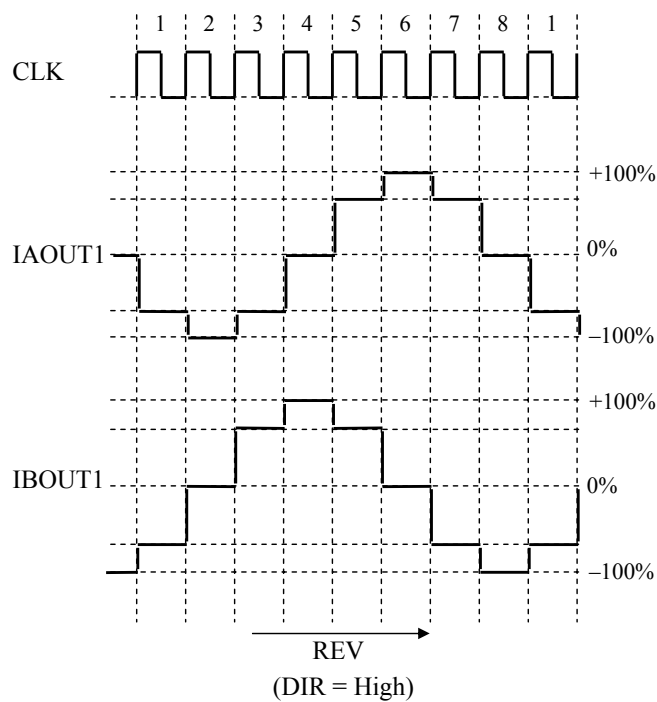 1 2 3 4 5 6 7 8 1
CLK
+100%
IAOUT1 0%
–100%
+100%
IBOUT1 0%
–100%
REV
(DIR = High)